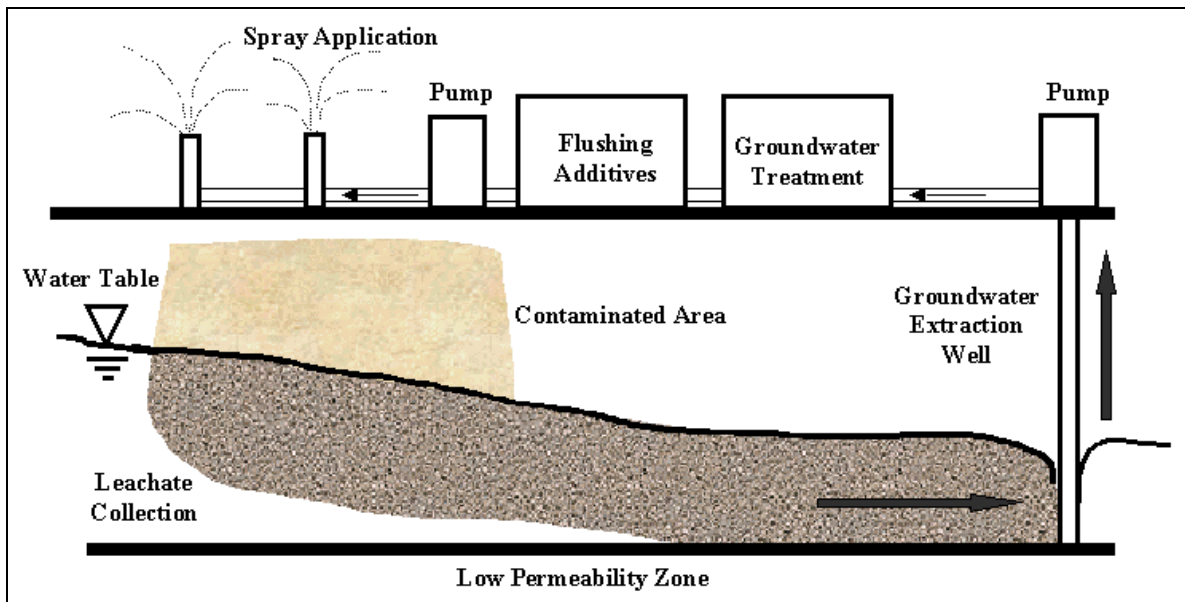 Spray Application
Pump
Pump
Flushing
Additives
Groundwater
Treatment
Water Table
Contaminated Area
Groundwater
Extraction
Well
Leachate
Collection
Low Permeability Zone